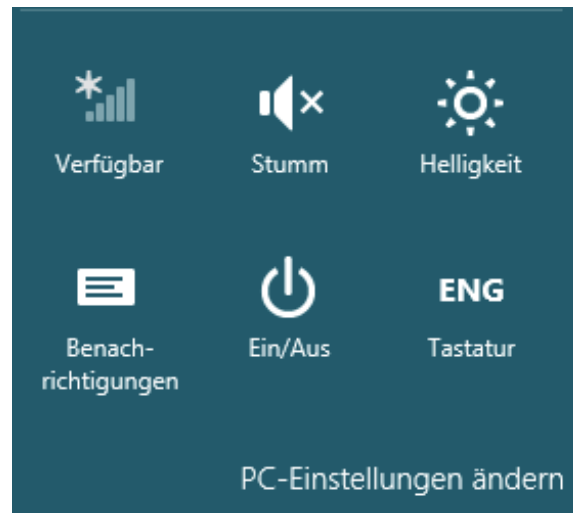 Verfügbar
Stumm
Helligkeit
ENG
Benach-
richtigungen
Ein/Aus
Tastatur
PC-Einstellungen ändern